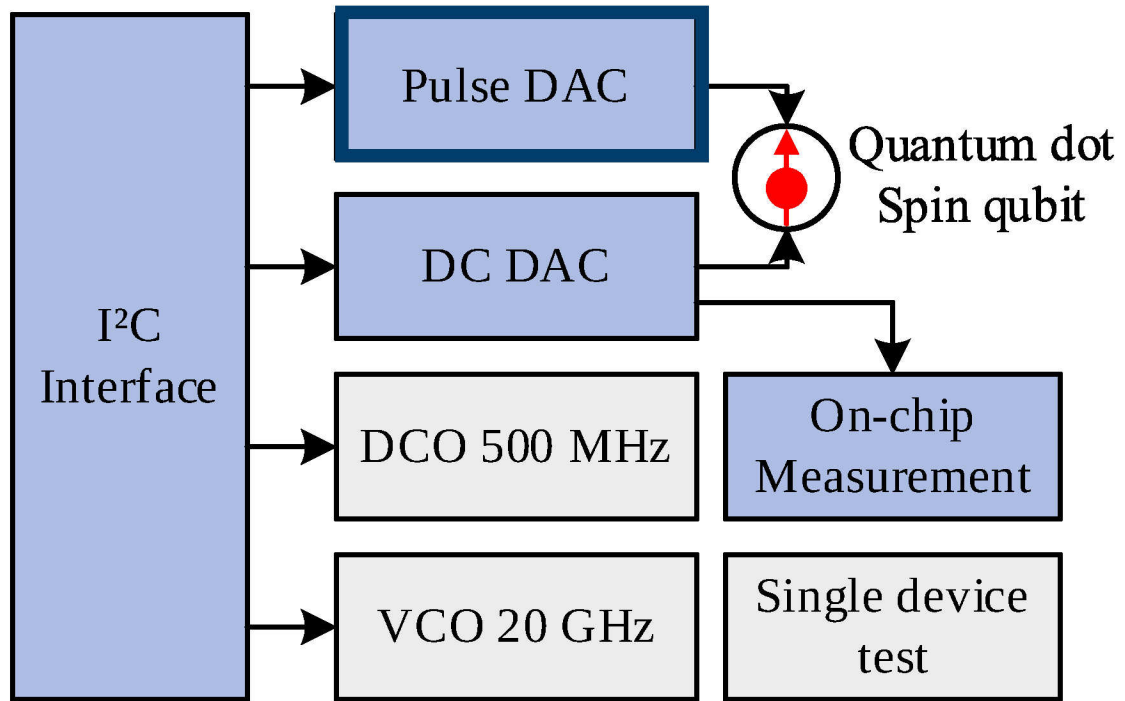 I²C
Interface
Pulse DAC
DC DAC
DCO 500 MHz
VCO 20 GHz
Quantum dot
Spin qubit
On-chip
Measurement
Single device
test